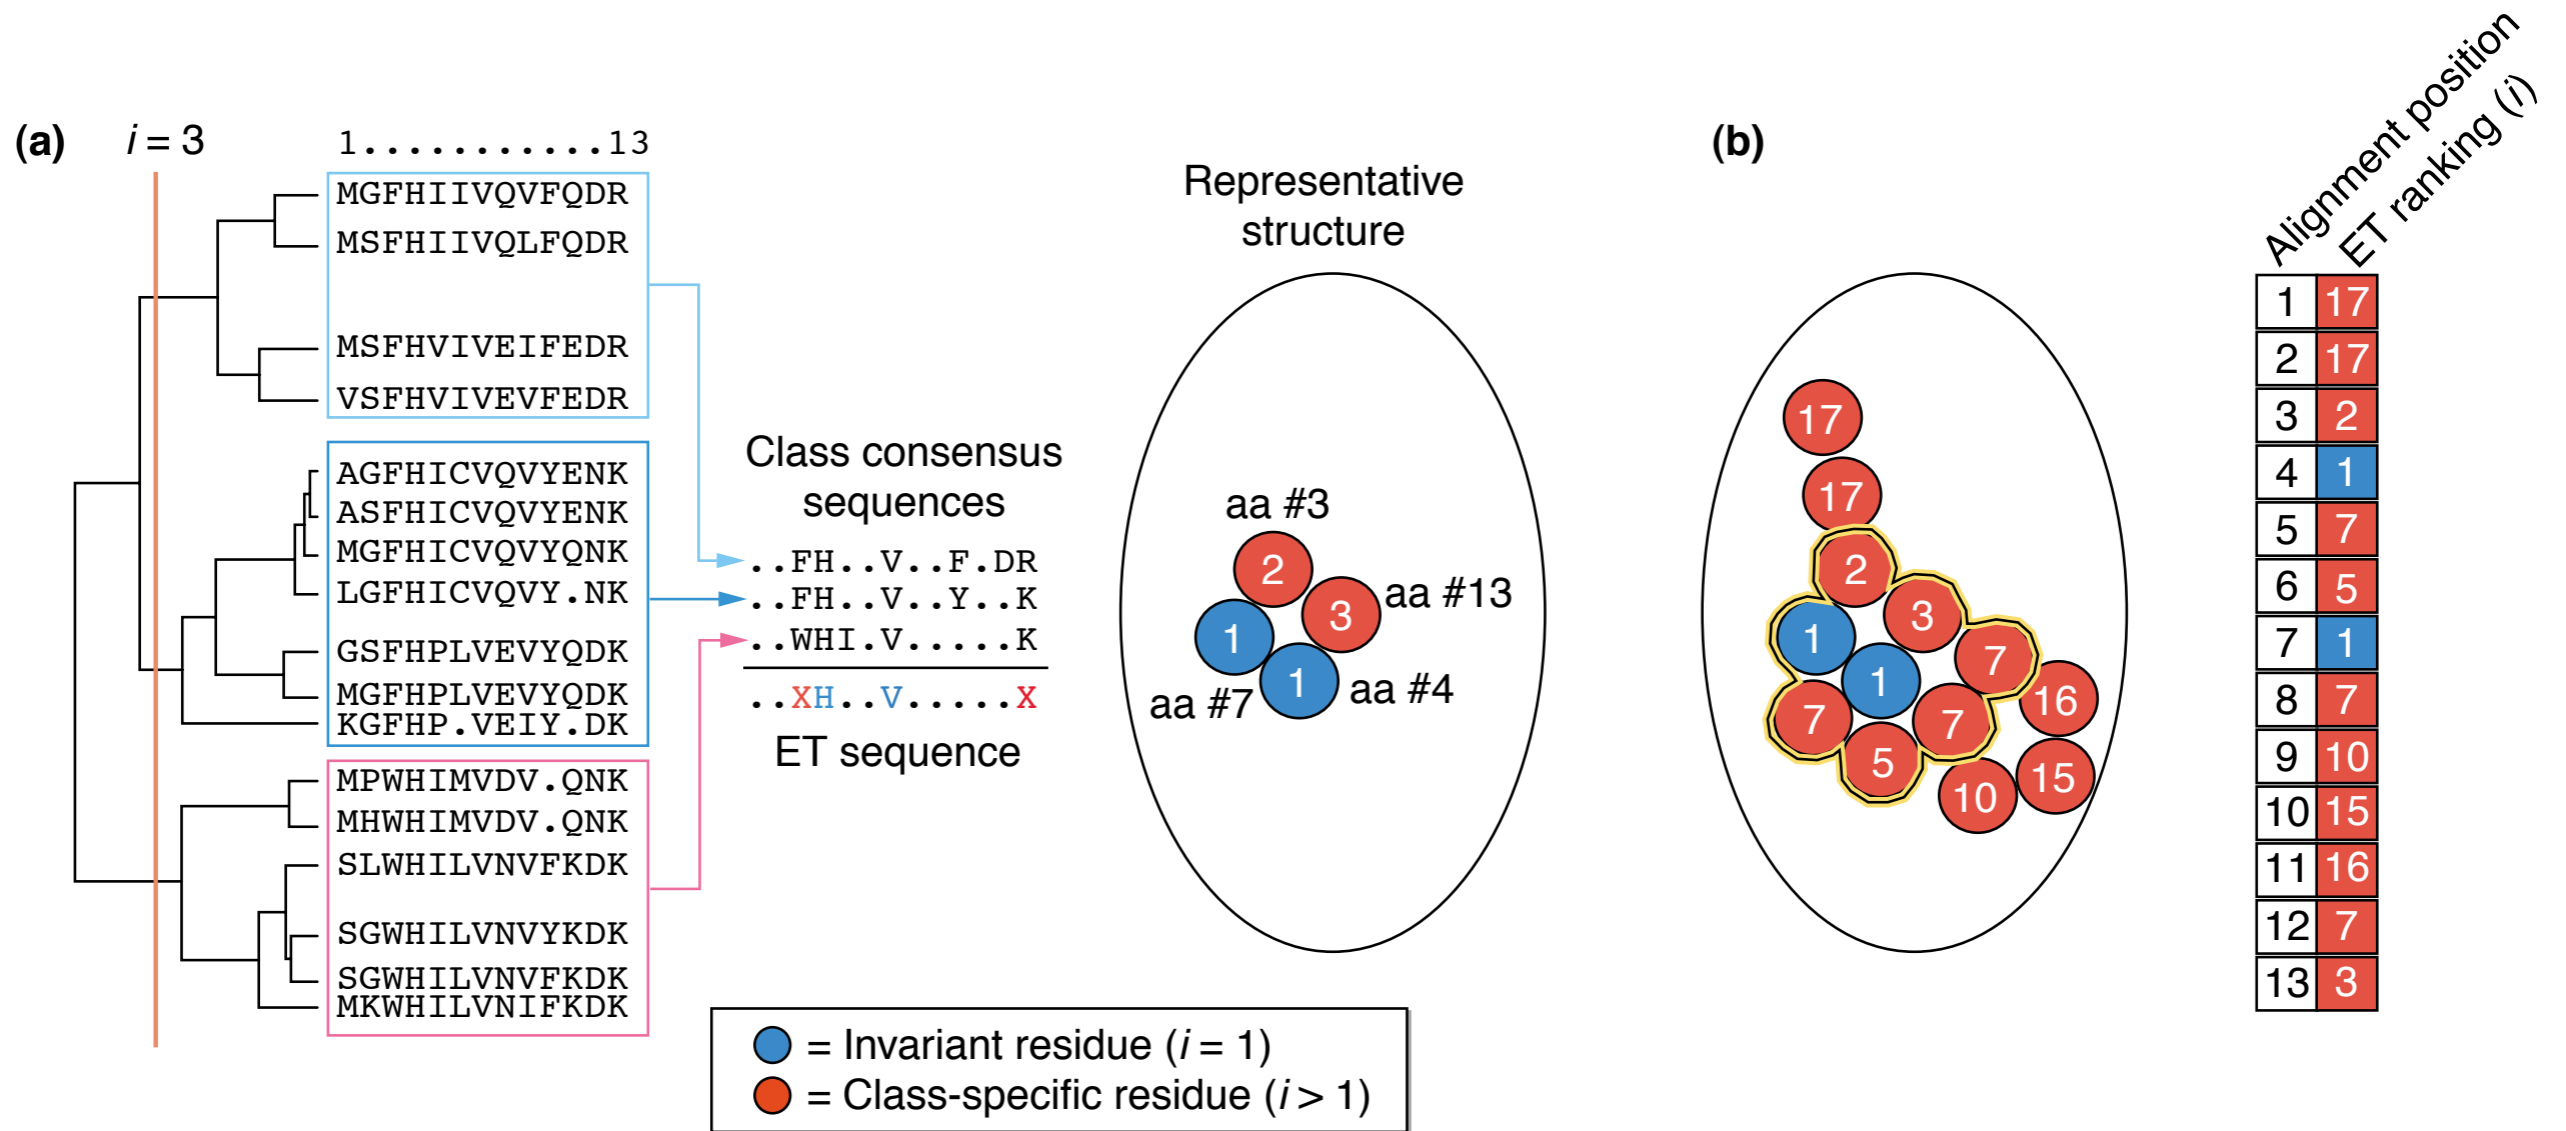 (a)
i = 3
1...........13
MGFHIIVQVFQDR
MSFHIIVQLFQDR
MSFHVIVEIFEDR
VSFHVIVEVFEDR
AGFHICVQVYENK
ASFHICVQVYENK
MGFHICVQVYQNK
LGFHICVQVY.NK
GSFHPLVEVYQDK
MGFHPLVEVYQDK
KGFHP.VEIY.DK
MPWHIMVDV.QNK
MHWHIMVDV.QNK
SLWHILVNVFKDK
SGWHILVNVYKDK
SGWHILVNVFKDK
MKWHILVNIFKDK
Class consensus
sequences
..FH..V..F.DR
..FH..V..Y..K
..WHI.V.....K
..XH..V.....X
ET sequence
Representative
structure
aa #3
2
3 aa #13
1
1 aa #4
aa #7
= Invariant residue (i = 1)
= Class-specific residue (i > 1)
(b)
17
17
2
3
1
7
1
16
7
7
5
15
10
Alignment position
ET ranking (i)
1 17
2 17
3 2
4 1
5 7
6 5
7 1
8 7
9 10
10 15
11 16
12 7
13 3